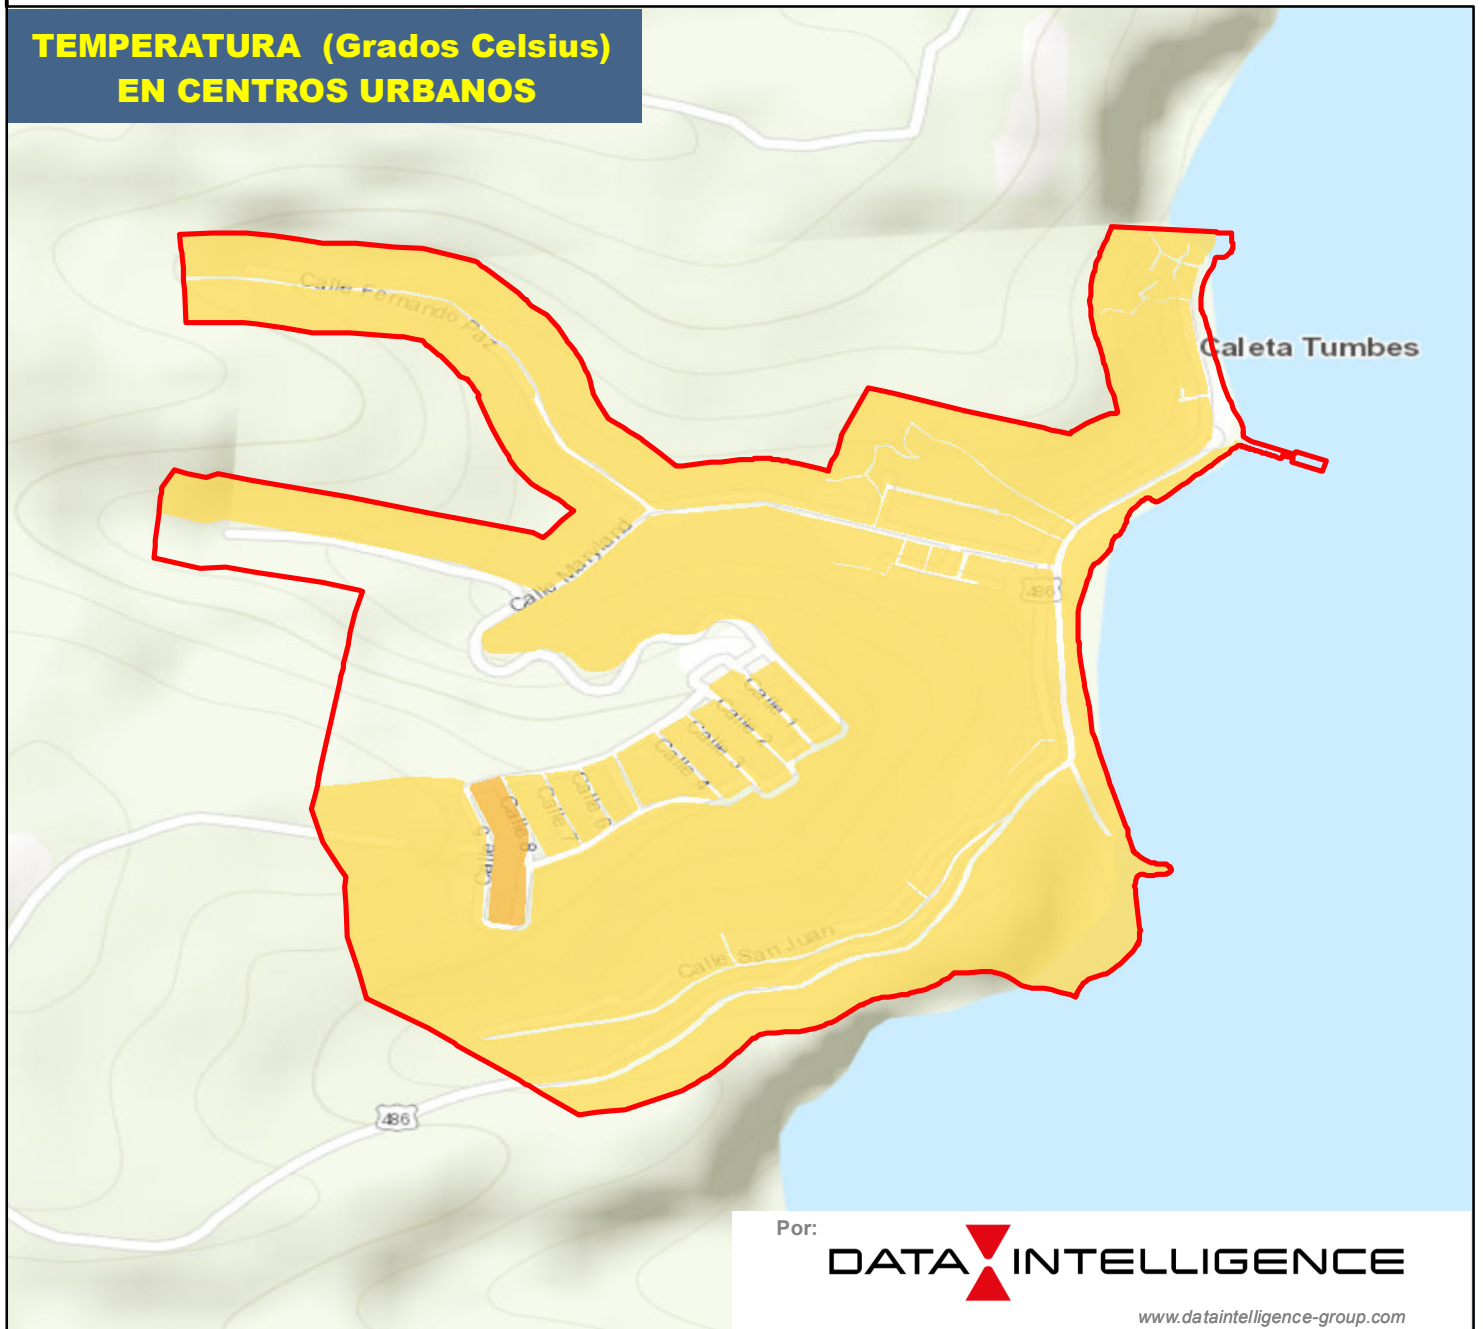 TEMPERATURA (Grados Celsius)
EN CENTROS URBANOS
Calle Fernando Paz
Caleta Tumbes
Calle Maryland
486
Calle 1
Calle 2
Calle 3
Calle 4
Calle 6
Calle 7
Calle 8
Calle 9
Calle San Juan
486
Por:
DATA INTELLIGENCE
www.dataintelligence-group.com